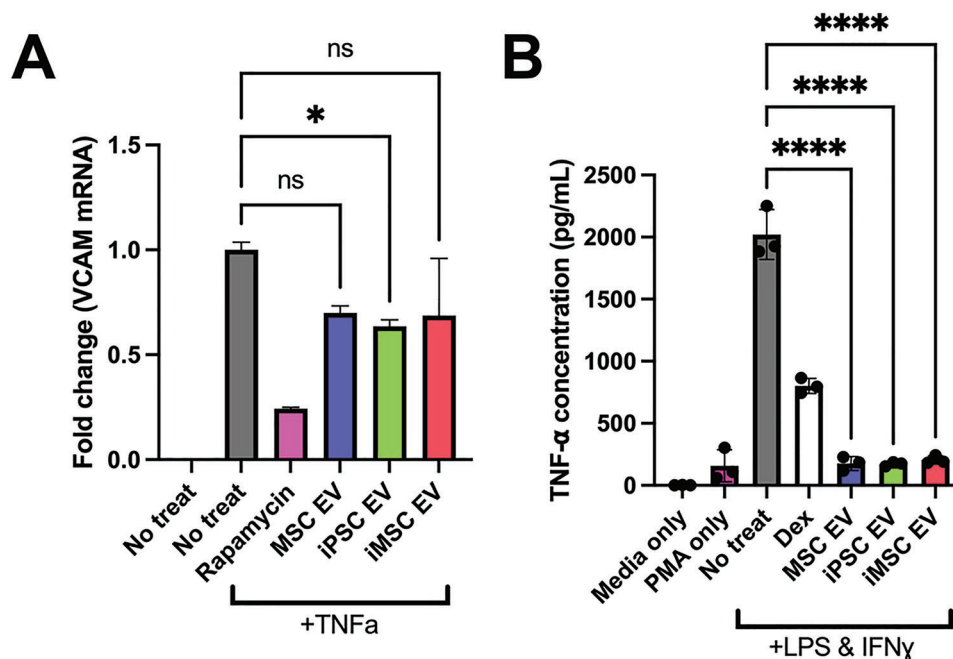 A
ns
*
ns
Fold change (VCAM mRNA)
1.5
1.0
0.5
0.0
No treat
No treat
Rapamycin
MSC EV
iPSC EV
iMSC EV
+TNFa
B
****
****
****
TNF-α concentration (pg/mL)
2500
2000
1500
1000
500
0
Media only
PMA only
No treat
Dex
MSC EV
iPSC EV
iMSC EV
+LPS & IFNγ